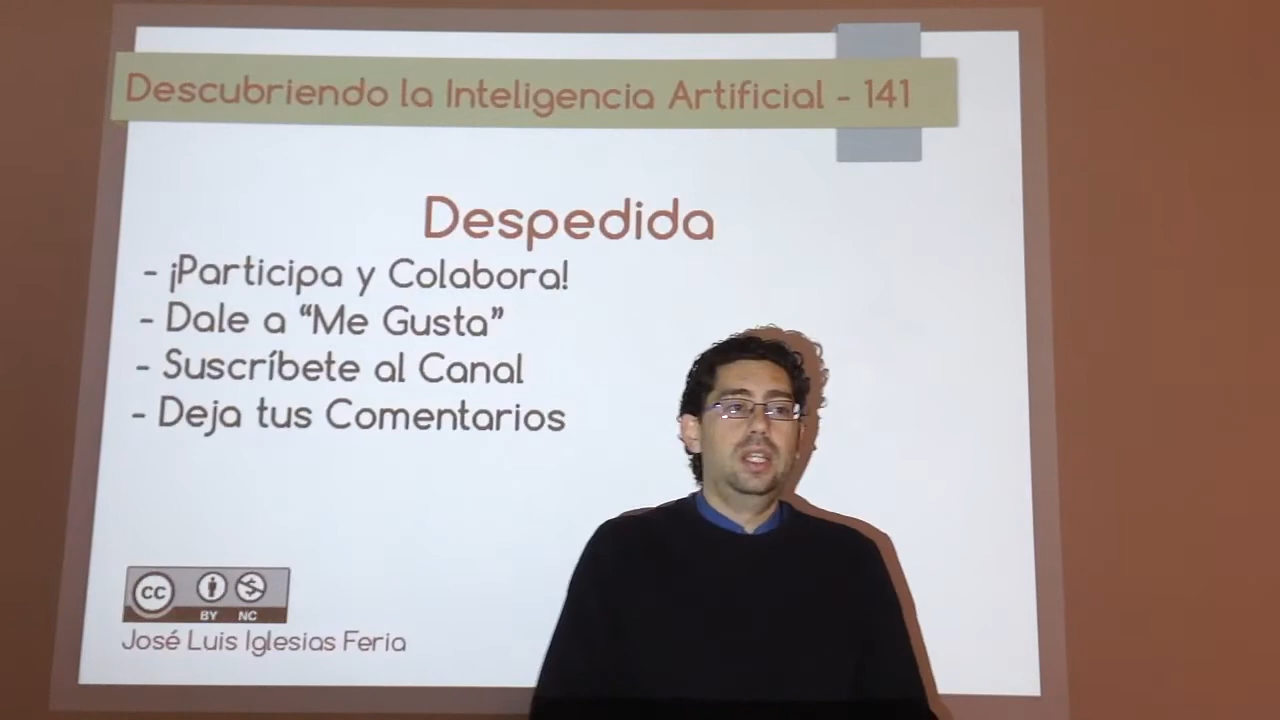 Descubriendo la Inteligencia Artificial - 141
Despedida
- ¡Participa y Colabora!
- Dale a “Me Gusta”
- Suscríbete al Canal
- Deja tus Comentarios
CC
BY NC
José Luis Iglesias Feria